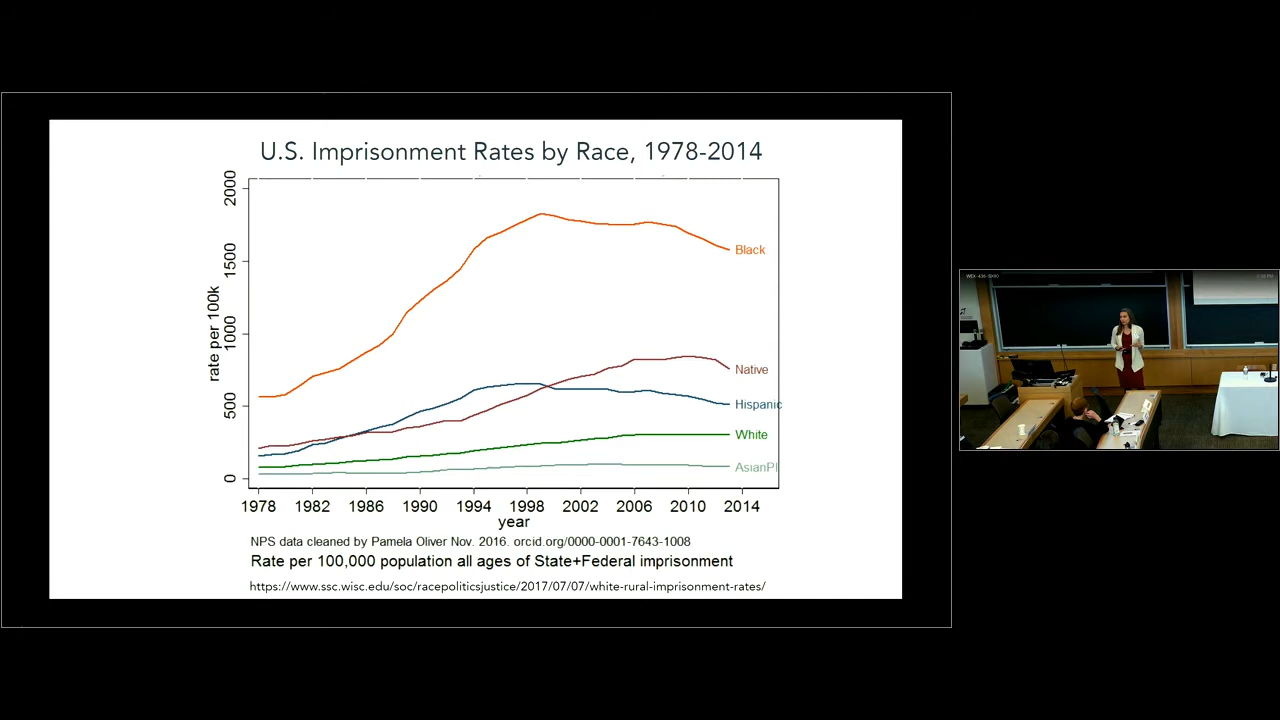 U.S. Imprisonment Rates by Race, 1978-2014
2000
1500
1000
500
0
rate per 100k
Black
Native
Hispanic
White
AsianPI
1978 1982 1986 1990 1994 1998 2002 2006 2010 2014
year
NPS data cleaned by Pamela Oliver Nov. 2016. orcid.org/0000-0001-7643-1008
Rate per 100,000 population all ages of State+Federal imprisonment
https://www.ssc.wisc.edu/soc/racepoliticsjustice/2017/07/07/white-rural-imprisonment-rates/